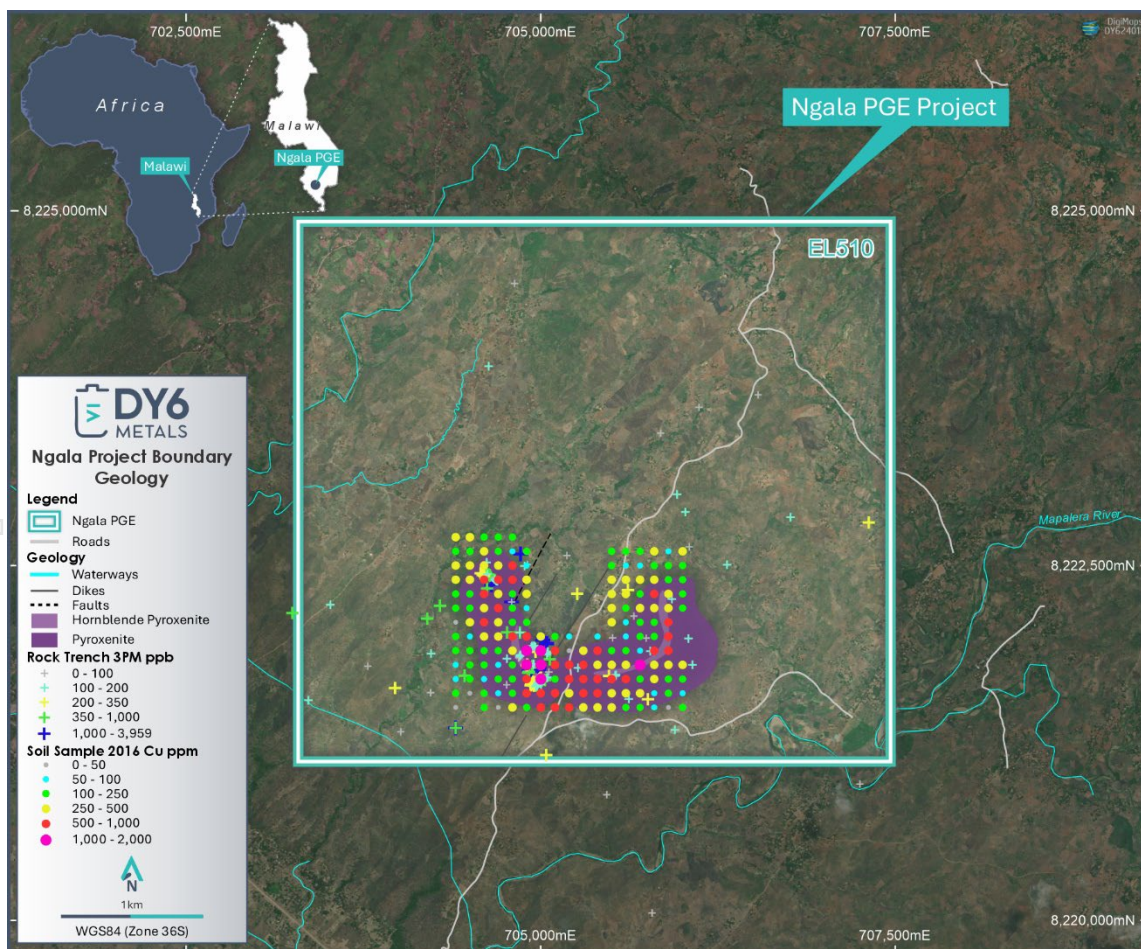 702,500mE
705,000mE
707,500mE
DigiMaps
Africa
Malawi
Malawi
Ngala PGE
Ngala PGE Project
8,225,000mN
8,225,000mN
EL510
DY6
METALS
Ngala Project Boundary
Geology
Legend
Ngala PGE
Roads
Geology
Waterways
Dikes
Faults
Hornblende Pyroxenite
Pyroxenite
Rock Trench 3PM ppb
0 - 100
100 - 200
200 - 350
350 - 1,000
1,000 - 3,959
Soil Sample 2016 Cu ppm
0 - 50
50 - 100
100 - 250
250 - 500
500 - 1,000
1,000 - 2,000
N
1km
WGS84 (Zone 36S)
Mapalera River
8,222,500mN
8,220,000mN
702,500mE
705,000mE
707,500mE